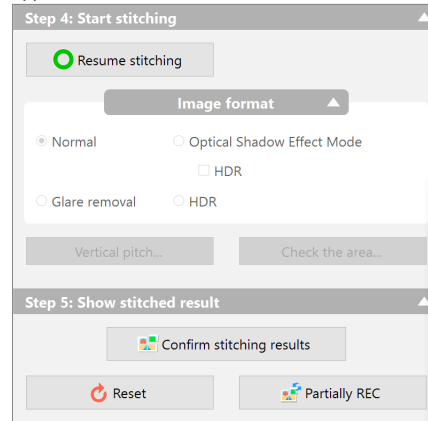 Step 4: Start stitching
Resume stitching
Image format
Normal
Optical Shadow Effect Mode
HDR
Glare removal
HDR
Vertical pitch...
Check the area...
Step 5: Show stitched result
Confirm stitching results
Reset
Partially REC